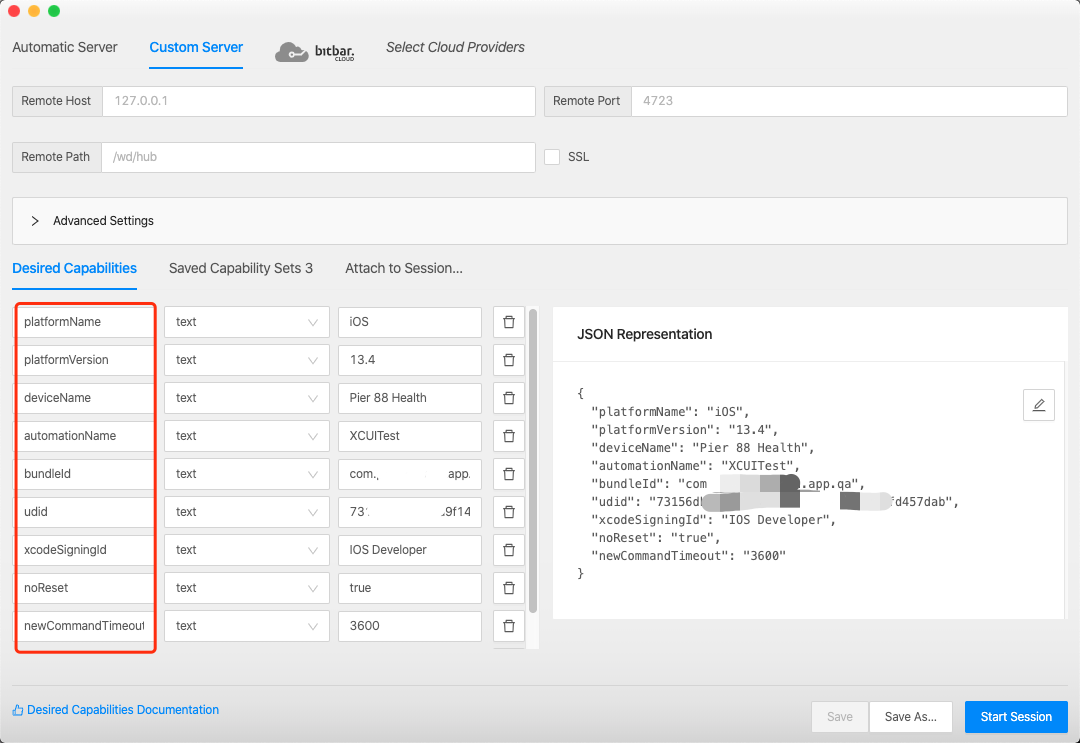 Automatic Server
Custom Server
bitbar.
CLOUD
Select Cloud Providers
Remote Host
127.0.0.1
Remote Port
4723
Remote Path
/wd/hub
SSL
Advanced Settings
Desired Capabilities
Saved Capability Sets 3
Attach to Session...
platformName
text
iOS
platformVersion
text
13.4
deviceName
text
Pier 88 Health
automationName
text
XCUITest
bundleId
text
com., app.
udid
text
73 9f14
xcodeSigningId
text
IOS Developer
noReset
text
true
newCommandTimeout
text
3600
JSON Representation
{
"platformName": "iOS",
"platformVersion": "13.4",
"deviceName": "Pier 88 Health",
"automationName": "XCUITest",
"bundleId": "com .app.qa",
"udid": "73156d fd457dab",
"xcodeSigningId": "IOS Developer",
"noReset": "true",
"newCommandTimeout": "3600"
}
Desired Capabilities Documentation
Save
Save As...
Start Session